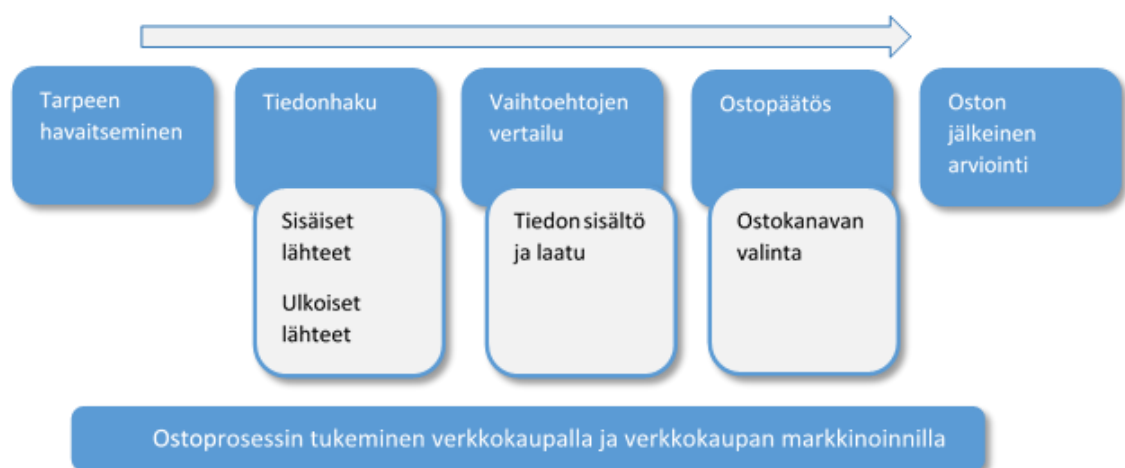 Tarpeen
havaitseminen
Tiedonhaku
Vaihtoehtojen
vertailu
Ostopäätös
Oston
jälkeinen
arviointi
Sisäiset
lähteet
Ulkoiset
lähteet
Tiedon sisältö
ja laatu
Ostokanavan
valinta
Ostoprosessin tukeminen verkkokaupalla ja verkkokaupan markkinoinnilla